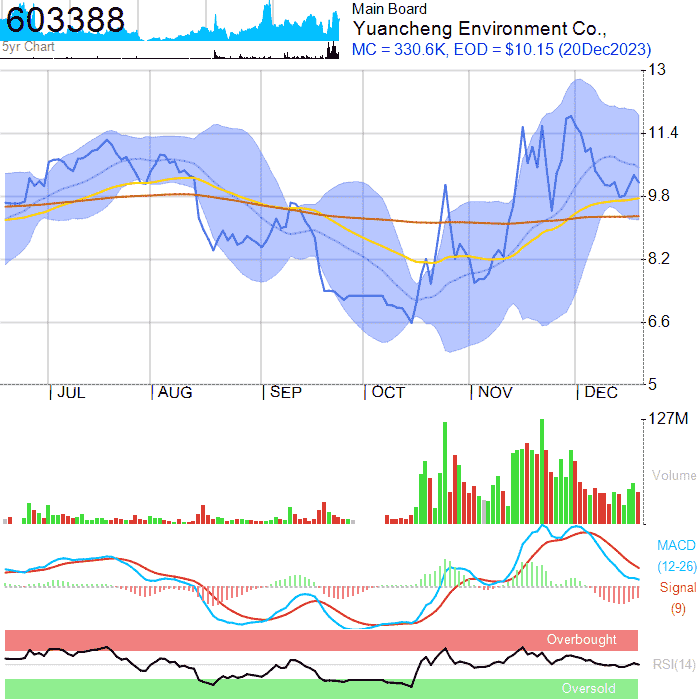 603388
5yr Chart
Main Board
Yuancheng Environment Co.,
MC = 330.6K, EOD = $10.15 (20Dec2023)
13
11.4
9.8
8.2
6.6
5
JUL
AUG
SEP
OCT
NOV
DEC
127M
Volume
MACD
(12-26)
Signal
(9)
Overbought
RSI(14)
Oversold